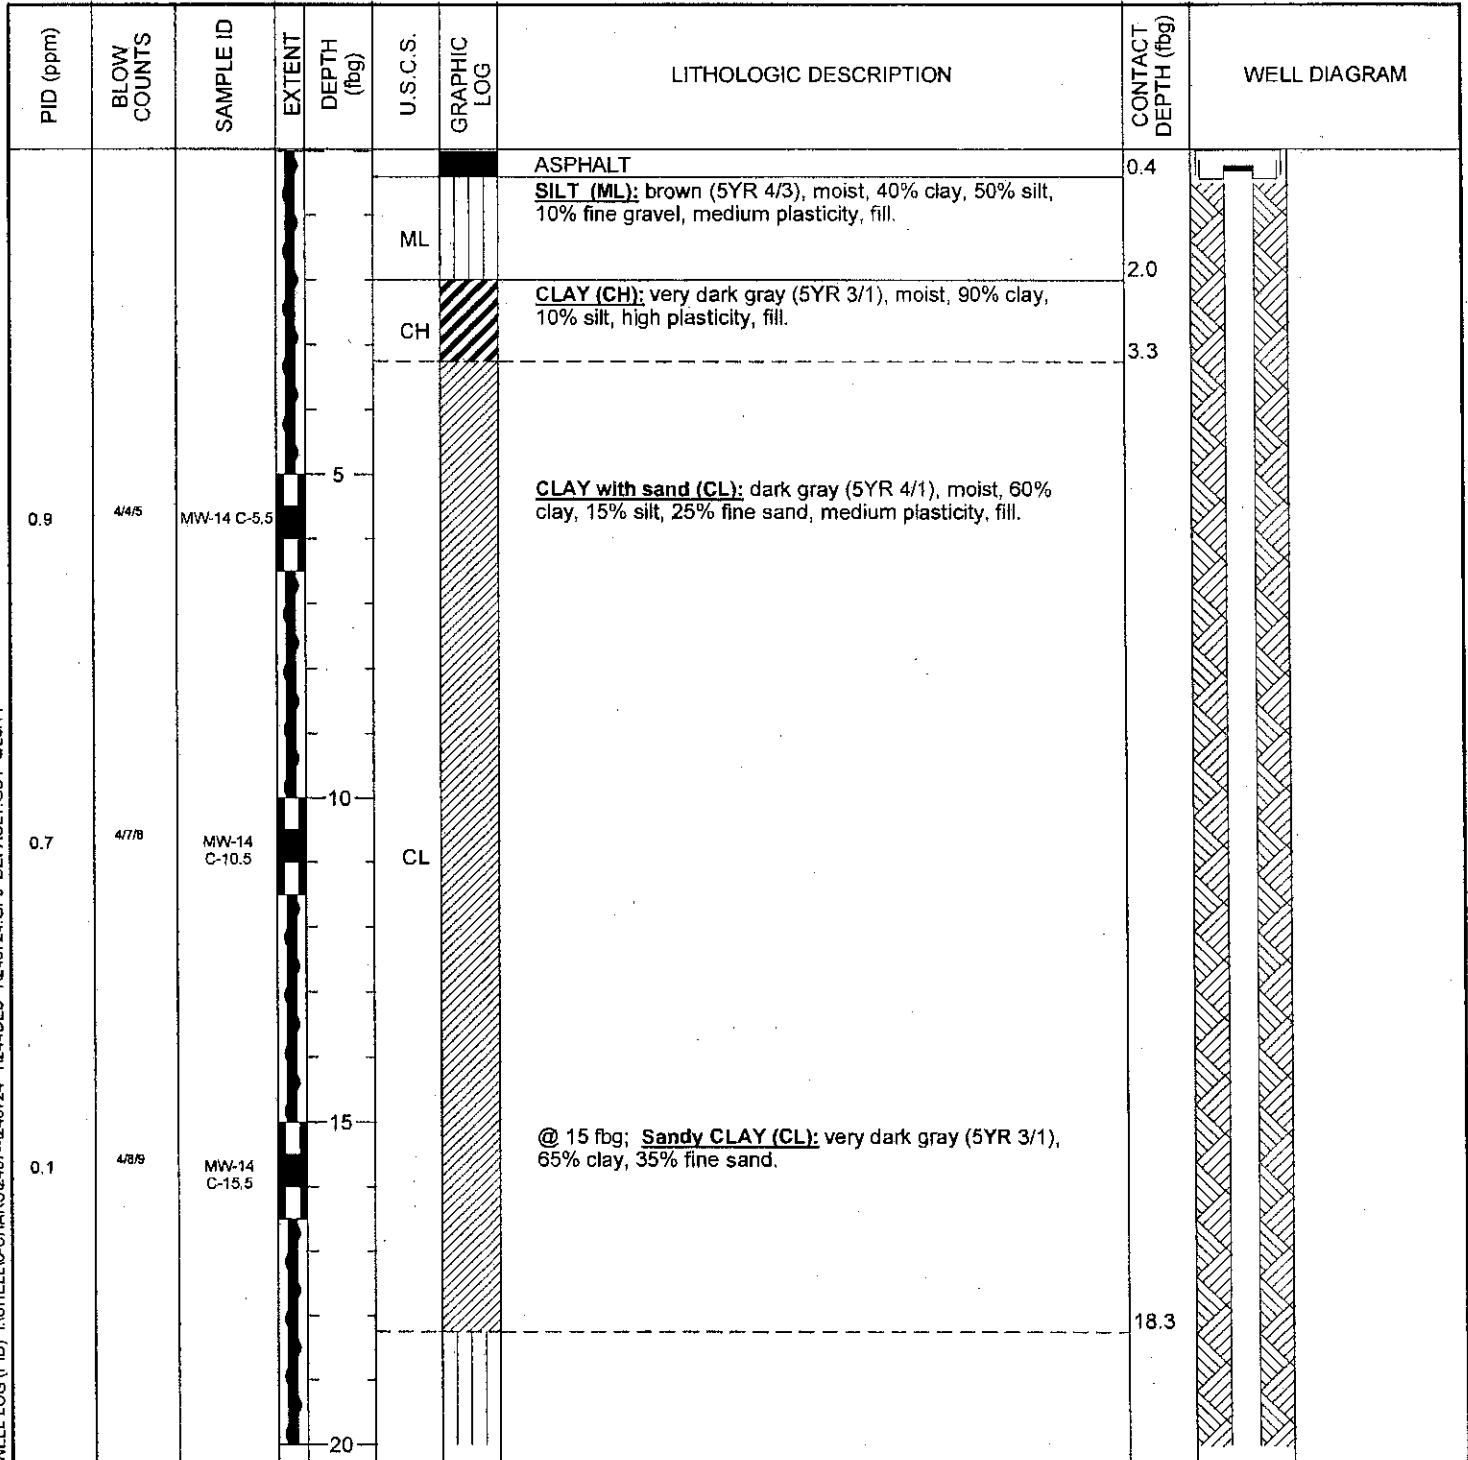 PID (ppm)
BLOW
COUNTS
SAMPLE ID
EXTENT
DEPTH
(fbg)
U.S.C.S.
GRAPHIC
LOG
LITHOLOGIC DESCRIPTION
CONTACT
DEPTH (fbg)
WELL DIAGRAM
ASPHALT
0.4
SILT (ML): brown (5YR 4/3), moist, 40% clay, 50% silt,
10% fine gravel, medium plasticity, fill.
ML
2.0
CLAY (CH): very dark gray (5YR 3/1), moist, 90% clay,
10% silt, high plasticity, fill.
CH
3.3
5
CLAY with sand (CL): dark gray (5YR 4/1), moist, 60%
clay, 15% silt, 25% fine sand, medium plasticity, fill.
0.9
4/4/5
MW-14 C-5.5
10
0.7
4/7/8
MW-14
C-10.5
CL
15
@ 15 fbg; Sandy CLAY (CL): very dark gray (5YR 3/1),
65% clay, 35% fine sand.
0.1
4/8/9
MW-14
C-15.5
18.3
20
WELL LOG (PID)